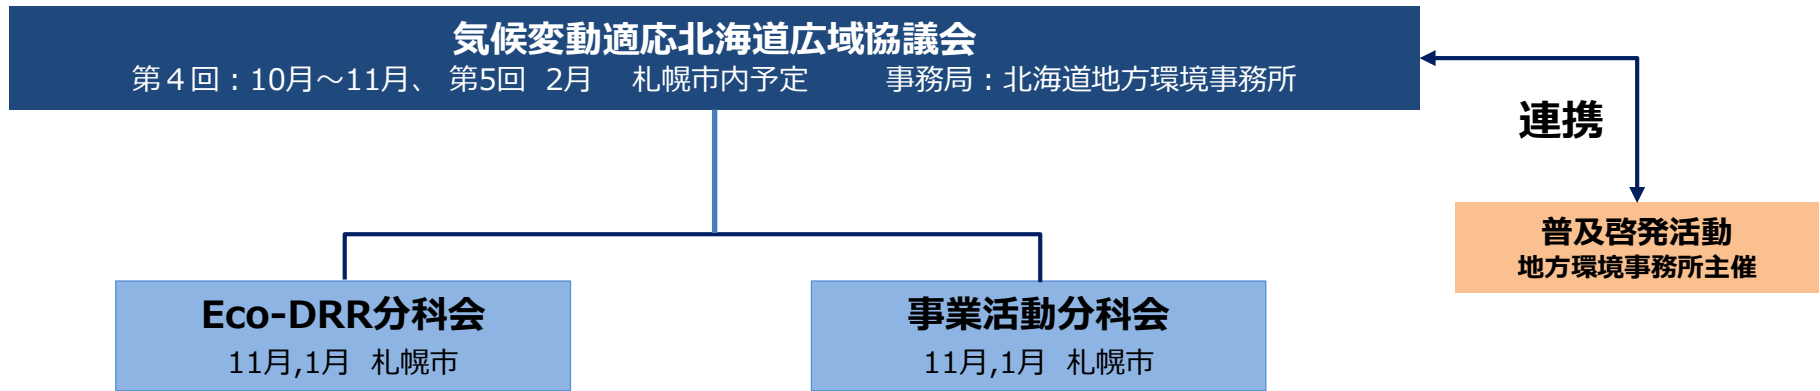 気候変動適応北海道広域協議会
第４回：10月～11月、 第5回 2月 札幌市内予定 事務局：北海道地方環境事務所
連携
普及啓発活動
地方環境事務所主催
Eco-DRR分科会
11月,1月 札幌市
事業活動分科会
11月,1月 札幌市